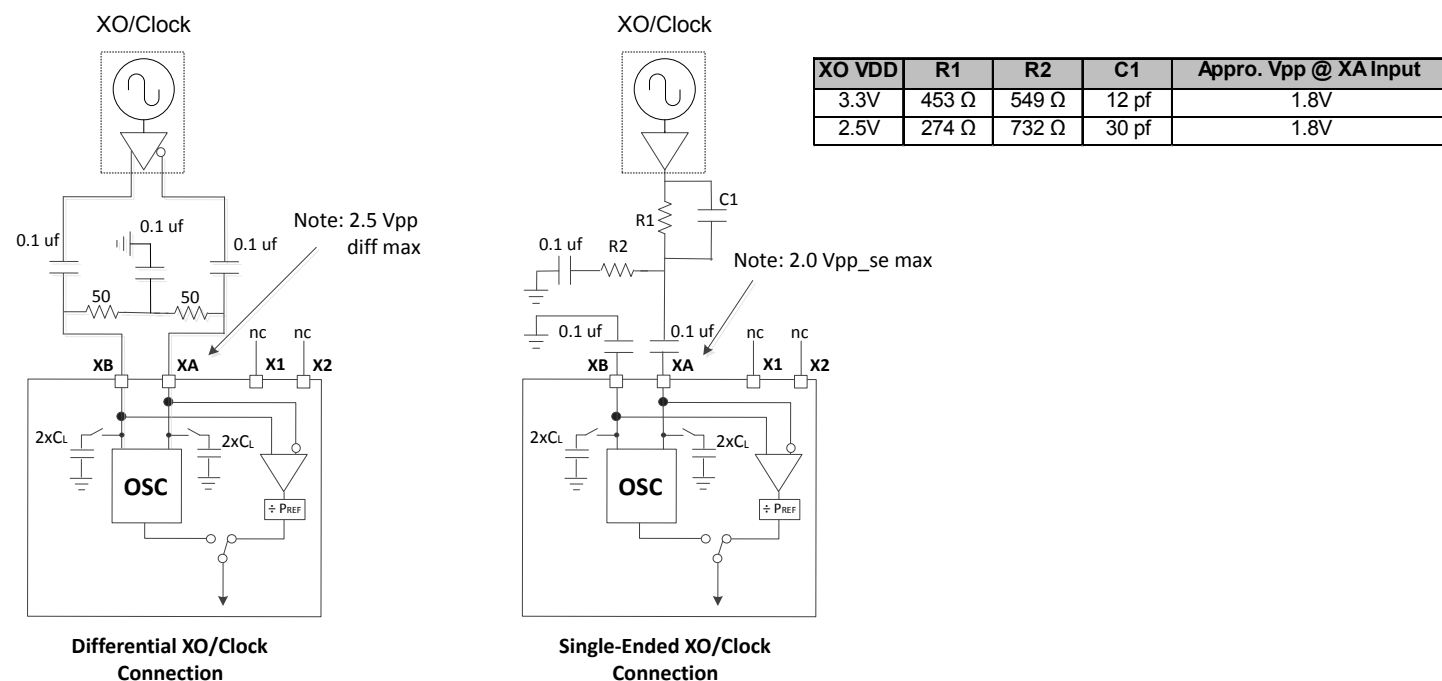 XO/Clock
0.1 uf
0.1 uf
0.1 uf
Note: 2.5 Vpp
diff max
50
50
nc
nc
XB
XA
X1
X2
2xCL
2xCL
OSC
÷ PREF
Differential XO/Clock
Connection
XO/Clock
C1
R1
0.1 uf
R2
Note: 2.0 Vpp_se max
0.1 uf
0.1 uf
nc
nc
XB
XA
X1
X2
2xCL
2xCL
OSC
÷ PREF
Single-Ended XO/Clock
Connection
XO VDD R1 R2 C1 Appro. Vpp @ XA Input
3.3V 453 Ω 549 Ω 12 pf 1.8V
2.5V 274 Ω 732 Ω 30 pf 1.8V